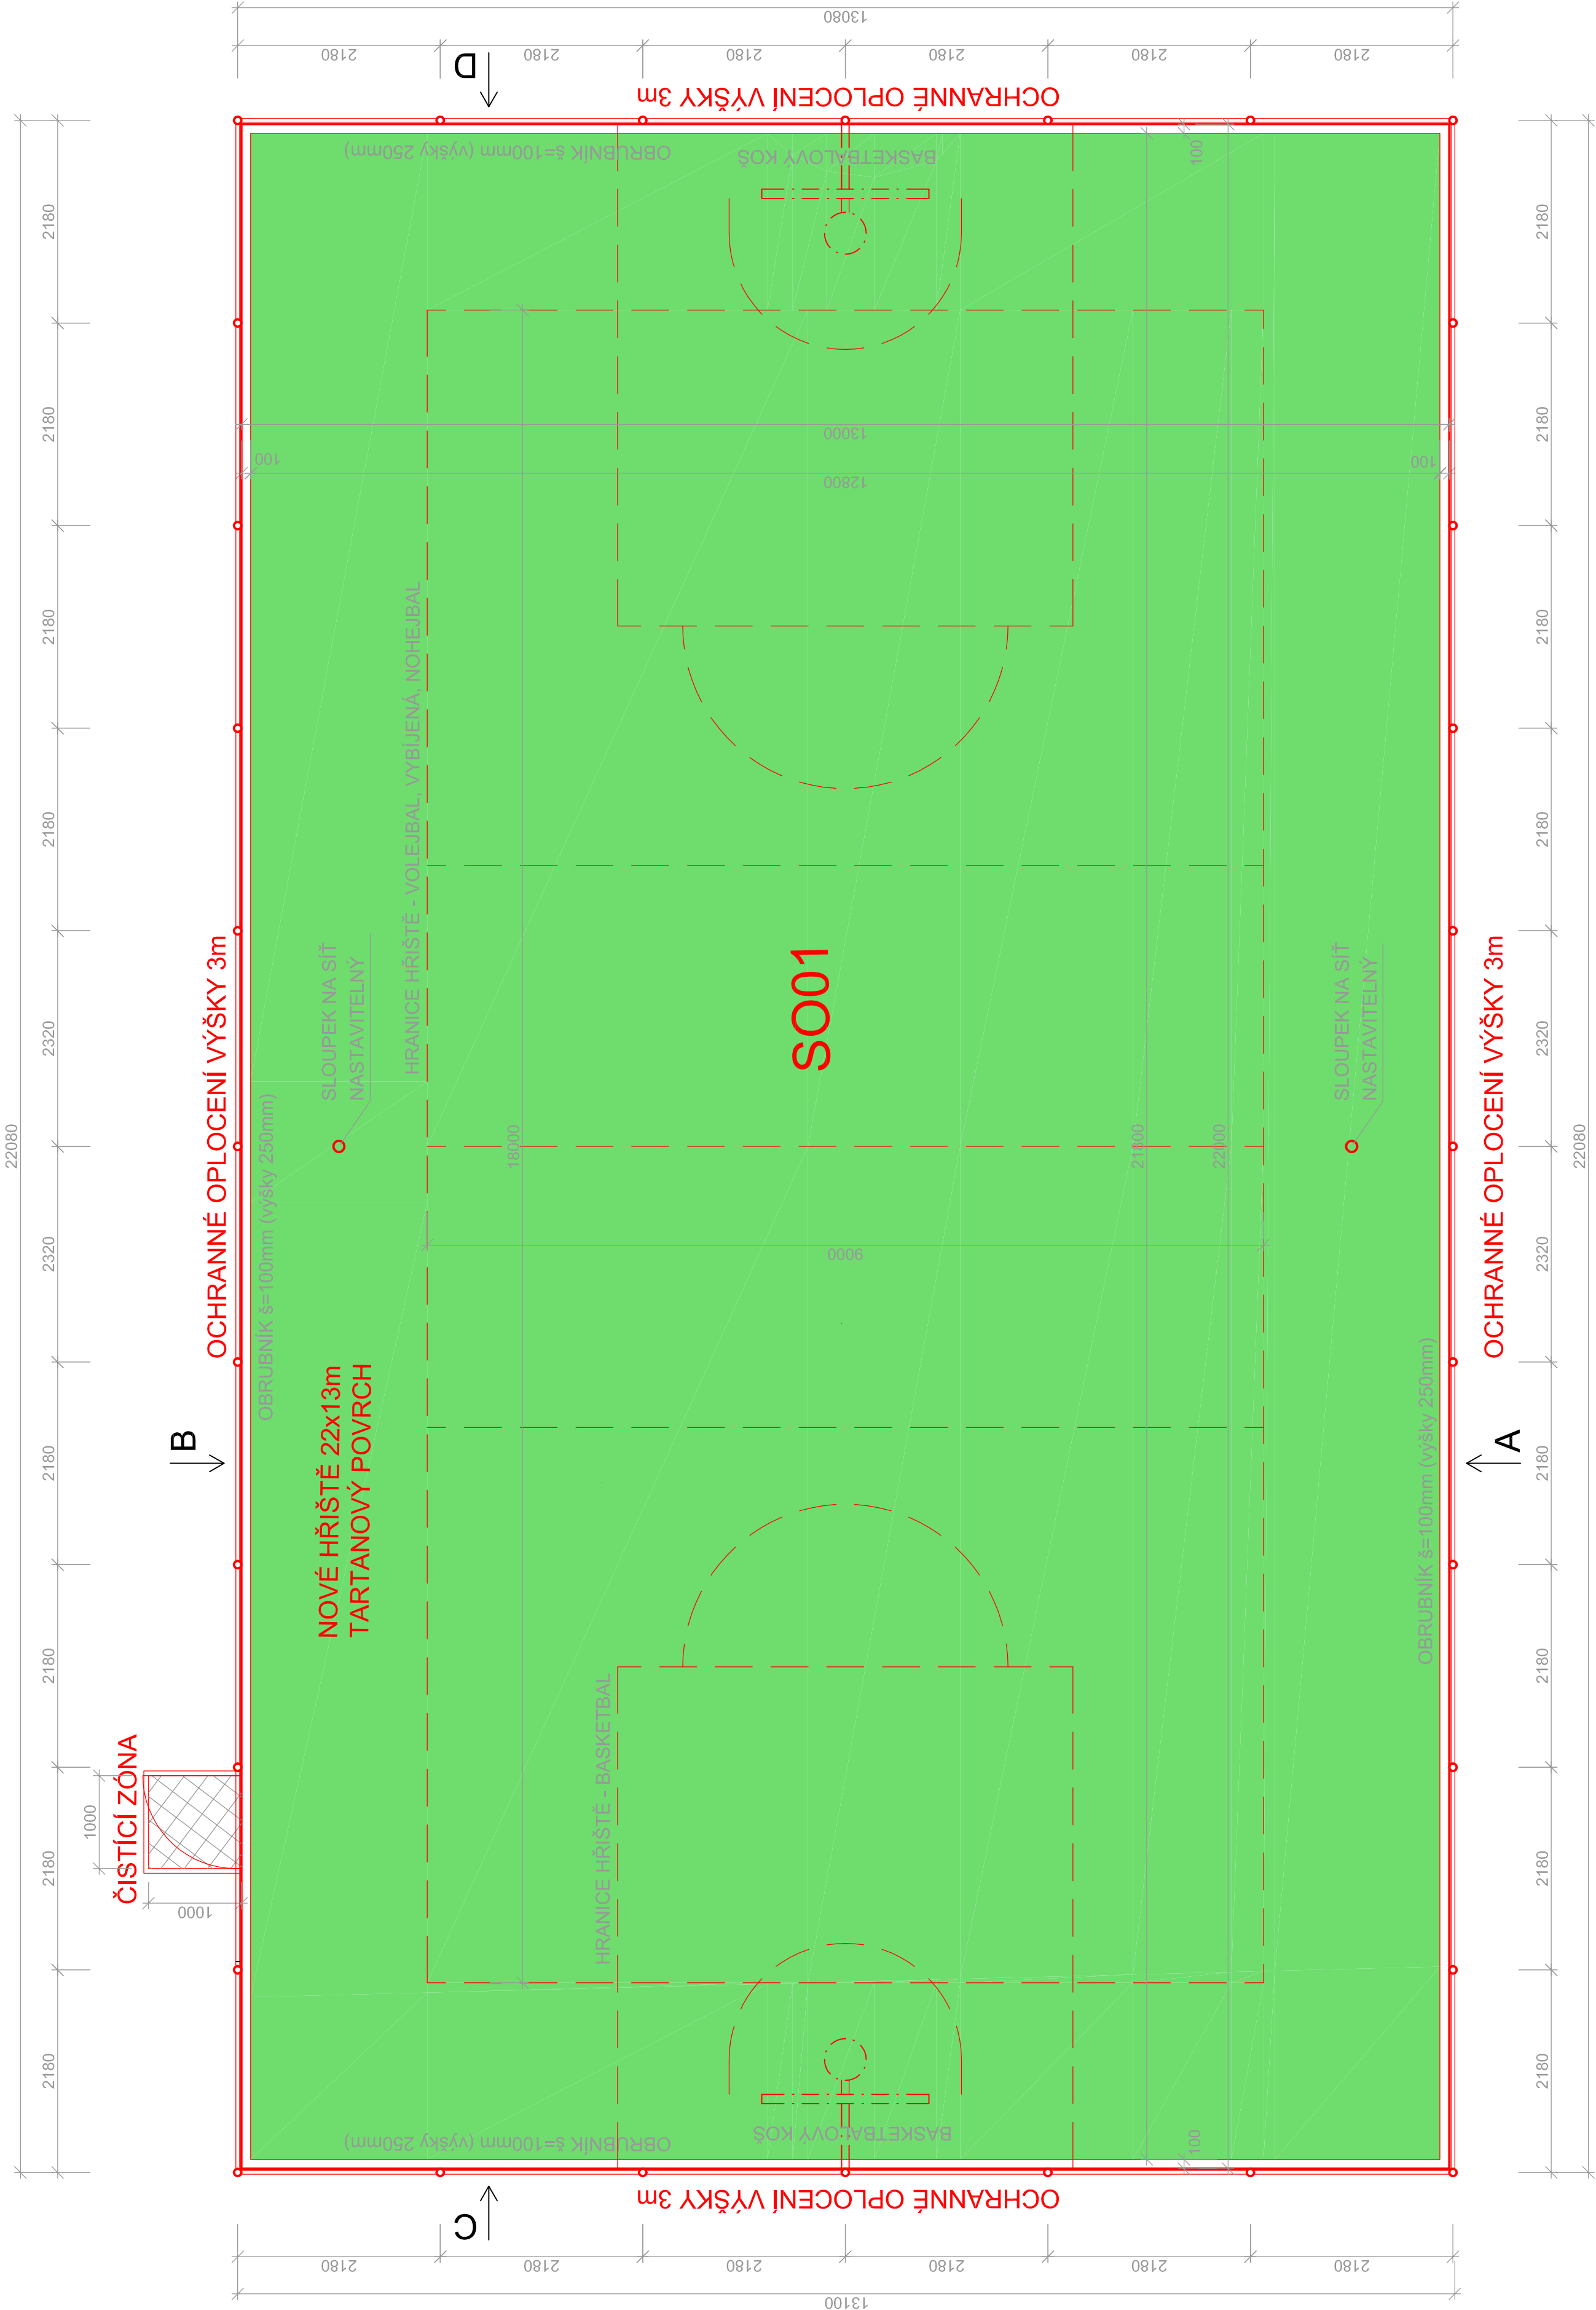 13080
2180
2180
2180
2180
2180
2180
D
OCHRANNÉ OPLOCENÍ VÝŠKY 3m
OBRUBNÍK š=100mm (výšky 250mm)
BASKETBALOVÝ KOŠ
100
22080
2180
2180
2180
2180
2320
2320
2180
2180
2180
2180
13000
100
12800
100
HRANICE HŘIŠTĚ - VOLEJBAL, VYBÍJENÁ, NOHEJBAL
OCHRANNÉ OPLOCENÍ VÝŠKY 3m
SLOUPEK NA SÍŤ
NASTAVITELNÝ
SO01
SLOUPEK NA SÍŤ
NASTAVITELNÝ
OCHRANNÉ OPLOCENÍ VÝŠKY 3m
18000
21800
22000
9000
OBRUBNÍK š=100mm (výšky 250mm)
NOVÉ HŘIŠTĚ 22x13m
TARTANOVÝ POVRCH
OBRUBNÍK š=100mm (výšky 250mm)
B
A
2180
2180
2180
2180
2320
2320
2180
2180
2180
2180
22080
ČISTÍCÍ ZÓNA
1000
1000
HRANICE HŘIŠTĚ - BASKETBAL
BASKETBALOVÝ KOŠ
OBRUBNÍK š=100mm (výšky 250mm)
100
OCHRANNÉ OPLOCENÍ VÝŠKY 3m
C
2180
2180
2180
2180
2180
2180
13100